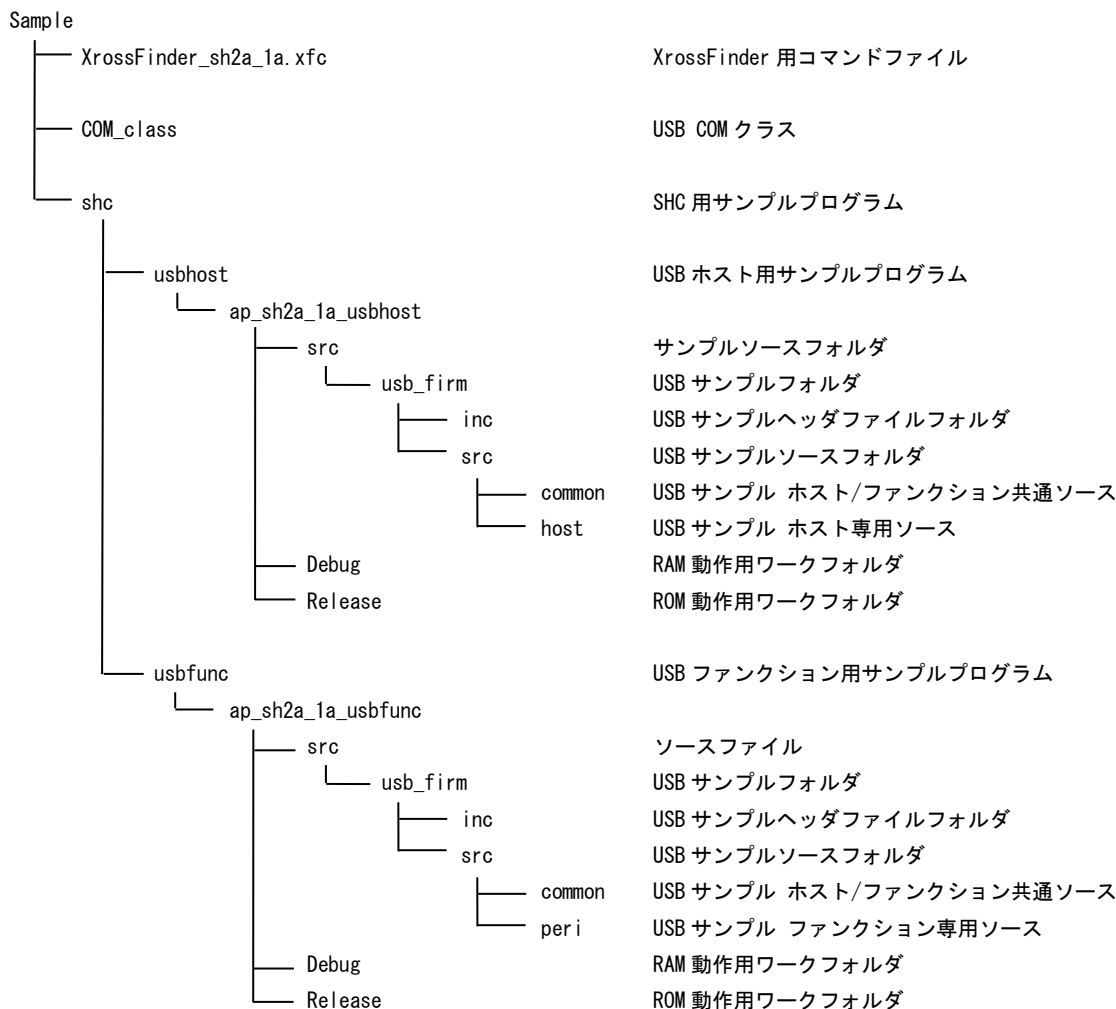 Sample
XrossFinder_sh2a_1a.xfc XrossFinder 用コマンドファイル
COM_class USB COM クラス
shc SHC 用サンプルプログラム
usbhost USB ホスト用サンプルプログラム
ap_sh2a_1a_usbhost
src サンプルソースフォルダ
usb_firm USB サンプルフォルダ
inc USB サンプルヘッダファイルフォルダ
src USB サンプルソースフォルダ
common USB サンプル ホスト/ファンクション共通ソース
host USB サンプル ホスト専用ソース
Debug RAM 動作用ワークフォルダ
Release ROM 動作用ワークフォルダ
usbfunc USB ファンクション用サンプルプログラム
ap_sh2a_1a_usbfunc
src ソースファイル
usb_firm USB サンプルフォルダ
inc USB サンプルヘッダファイルフォルダ
src USB サンプルソースフォルダ
common USB サンプル ホスト/ファンクション共通ソース
peri USB サンプル ファンクション専用ソース
Debug RAM 動作用ワークフォルダ
Release ROM 動作用ワークフォルダ